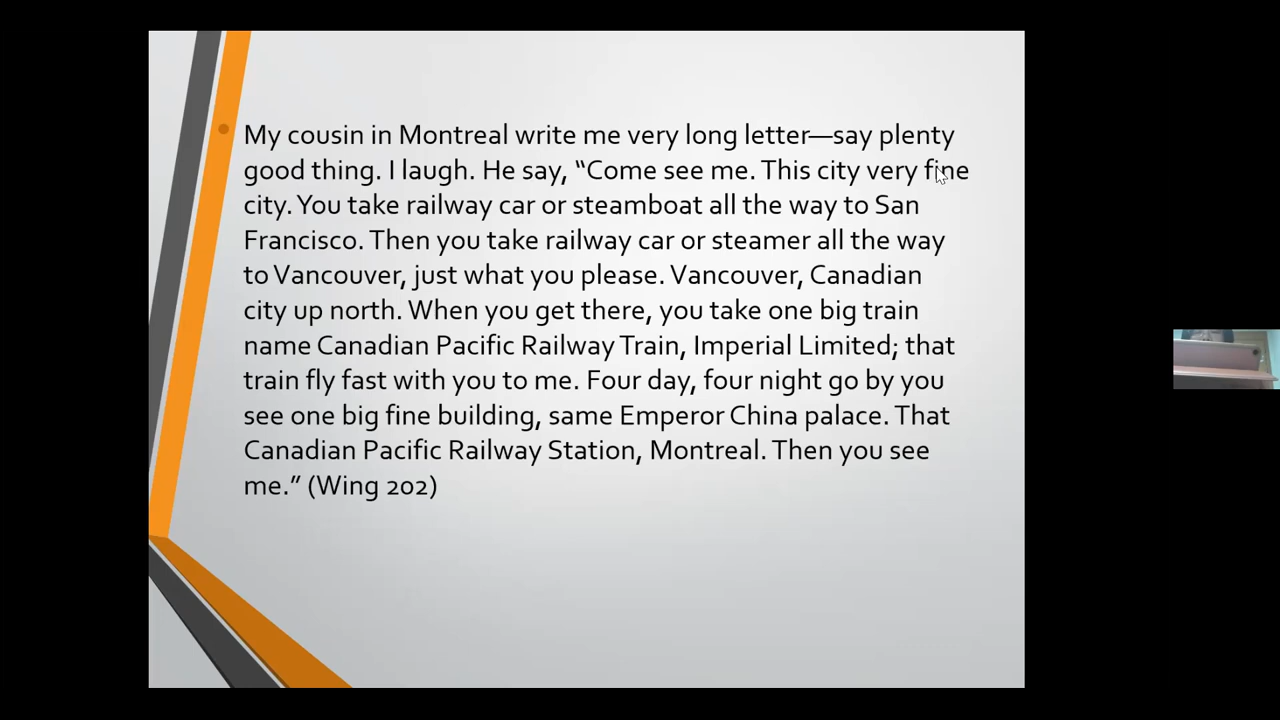 My cousin in Montreal write me very long letter—say plenty
good thing. I laugh. He say, “Come see me. This city very fine
city. You take railway car or steamboat all the way to San
Francisco. Then you take railway car or steamer all the way
to Vancouver, just what you please. Vancouver, Canadian
city up north. When you get there, you take one big train
name Canadian Pacific Railway Train, Imperial Limited; that
train fly fast with you to me. Four day, four night go by you
see one big fine building, same Emperor China palace. That
Canadian Pacific Railway Station, Montreal. Then you see
me.” (Wing 202)